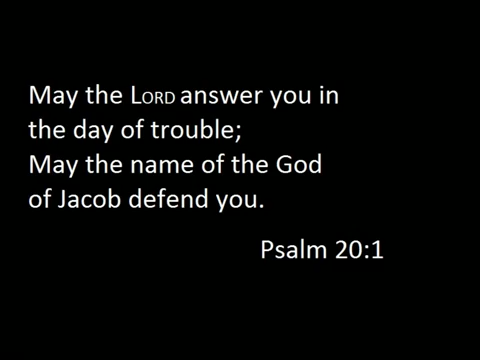 May the LORD answer you in
the day of trouble;
May the name of the God
of Jacob defend you.
Psalm 20:1